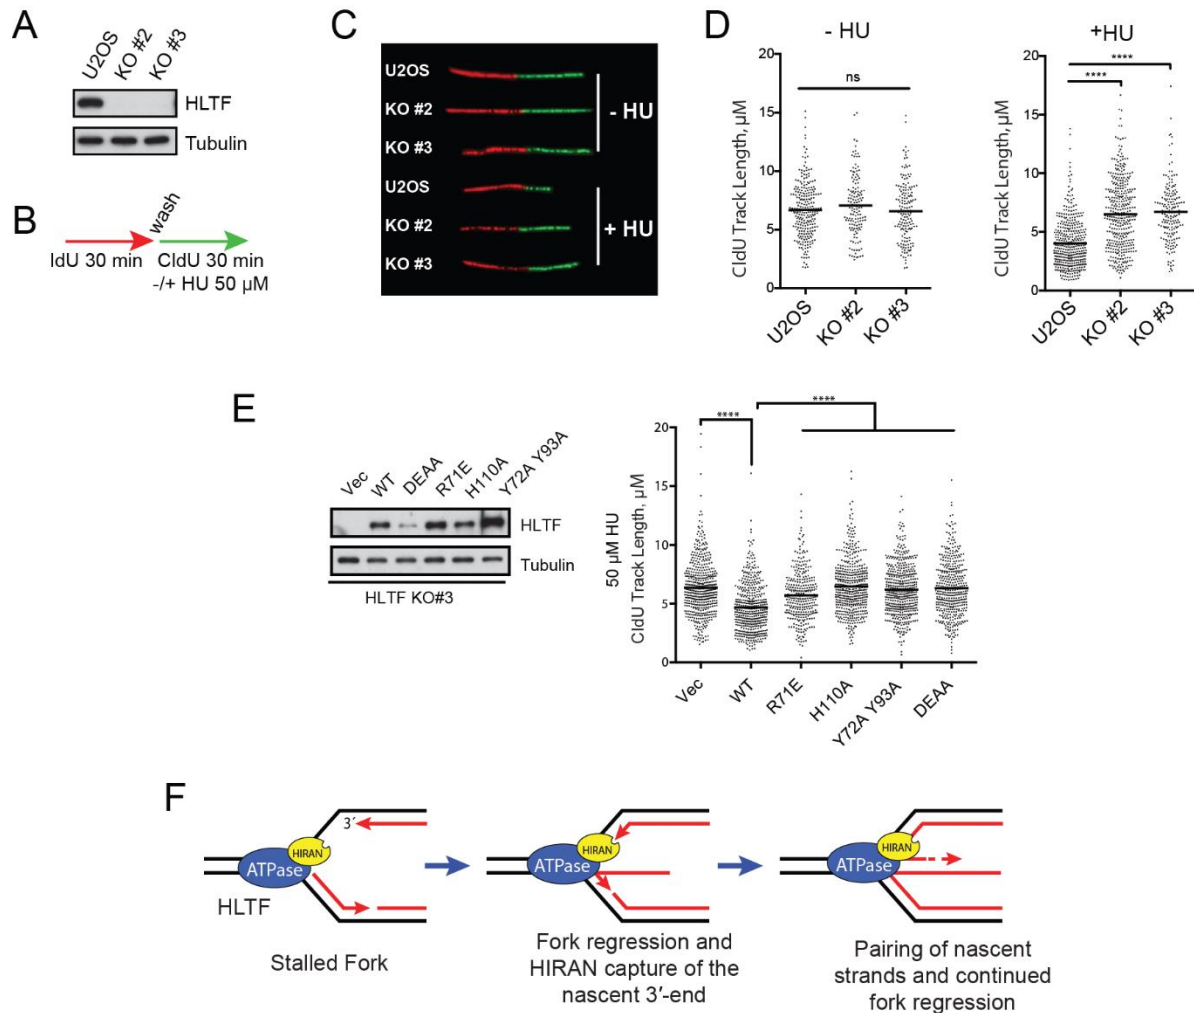 A
U2OS
KO #2
KO #3
HLTF
Tubulin
B
wash
IdU 30 min
CldU 30 min
-/+ HU 50 µM
C
U2OS
KO #2
KO #3
- HU
U2OS
KO #2
KO #3
+ HU
D
- HU
CldU Track Length, µM
20
15
10
5
0
ns
U2OS
KO #2
KO #3
+HU
CldU Track Length, µM
20
15
10
5
0
****
****
U2OS
KO #2
KO #3
E
Vec
WT
DEAA
R71E
H110A
Y72A Y93A
HLTF
Tubulin
HLTF KO#3
50 µM HU
CldU Track Length, µM
20
15
10
5
0
****
****
Vec
WT
R71E
H110A
Y72A Y93A
DEAA
F
3′
HIRAN
ATPase
HLTF
Stalled Fork
HIRAN
ATPase
Fork regression and
HIRAN capture of the
nascent 3′-end
HIRAN
ATPase
Pairing of nascent
strands and continued
fork regression